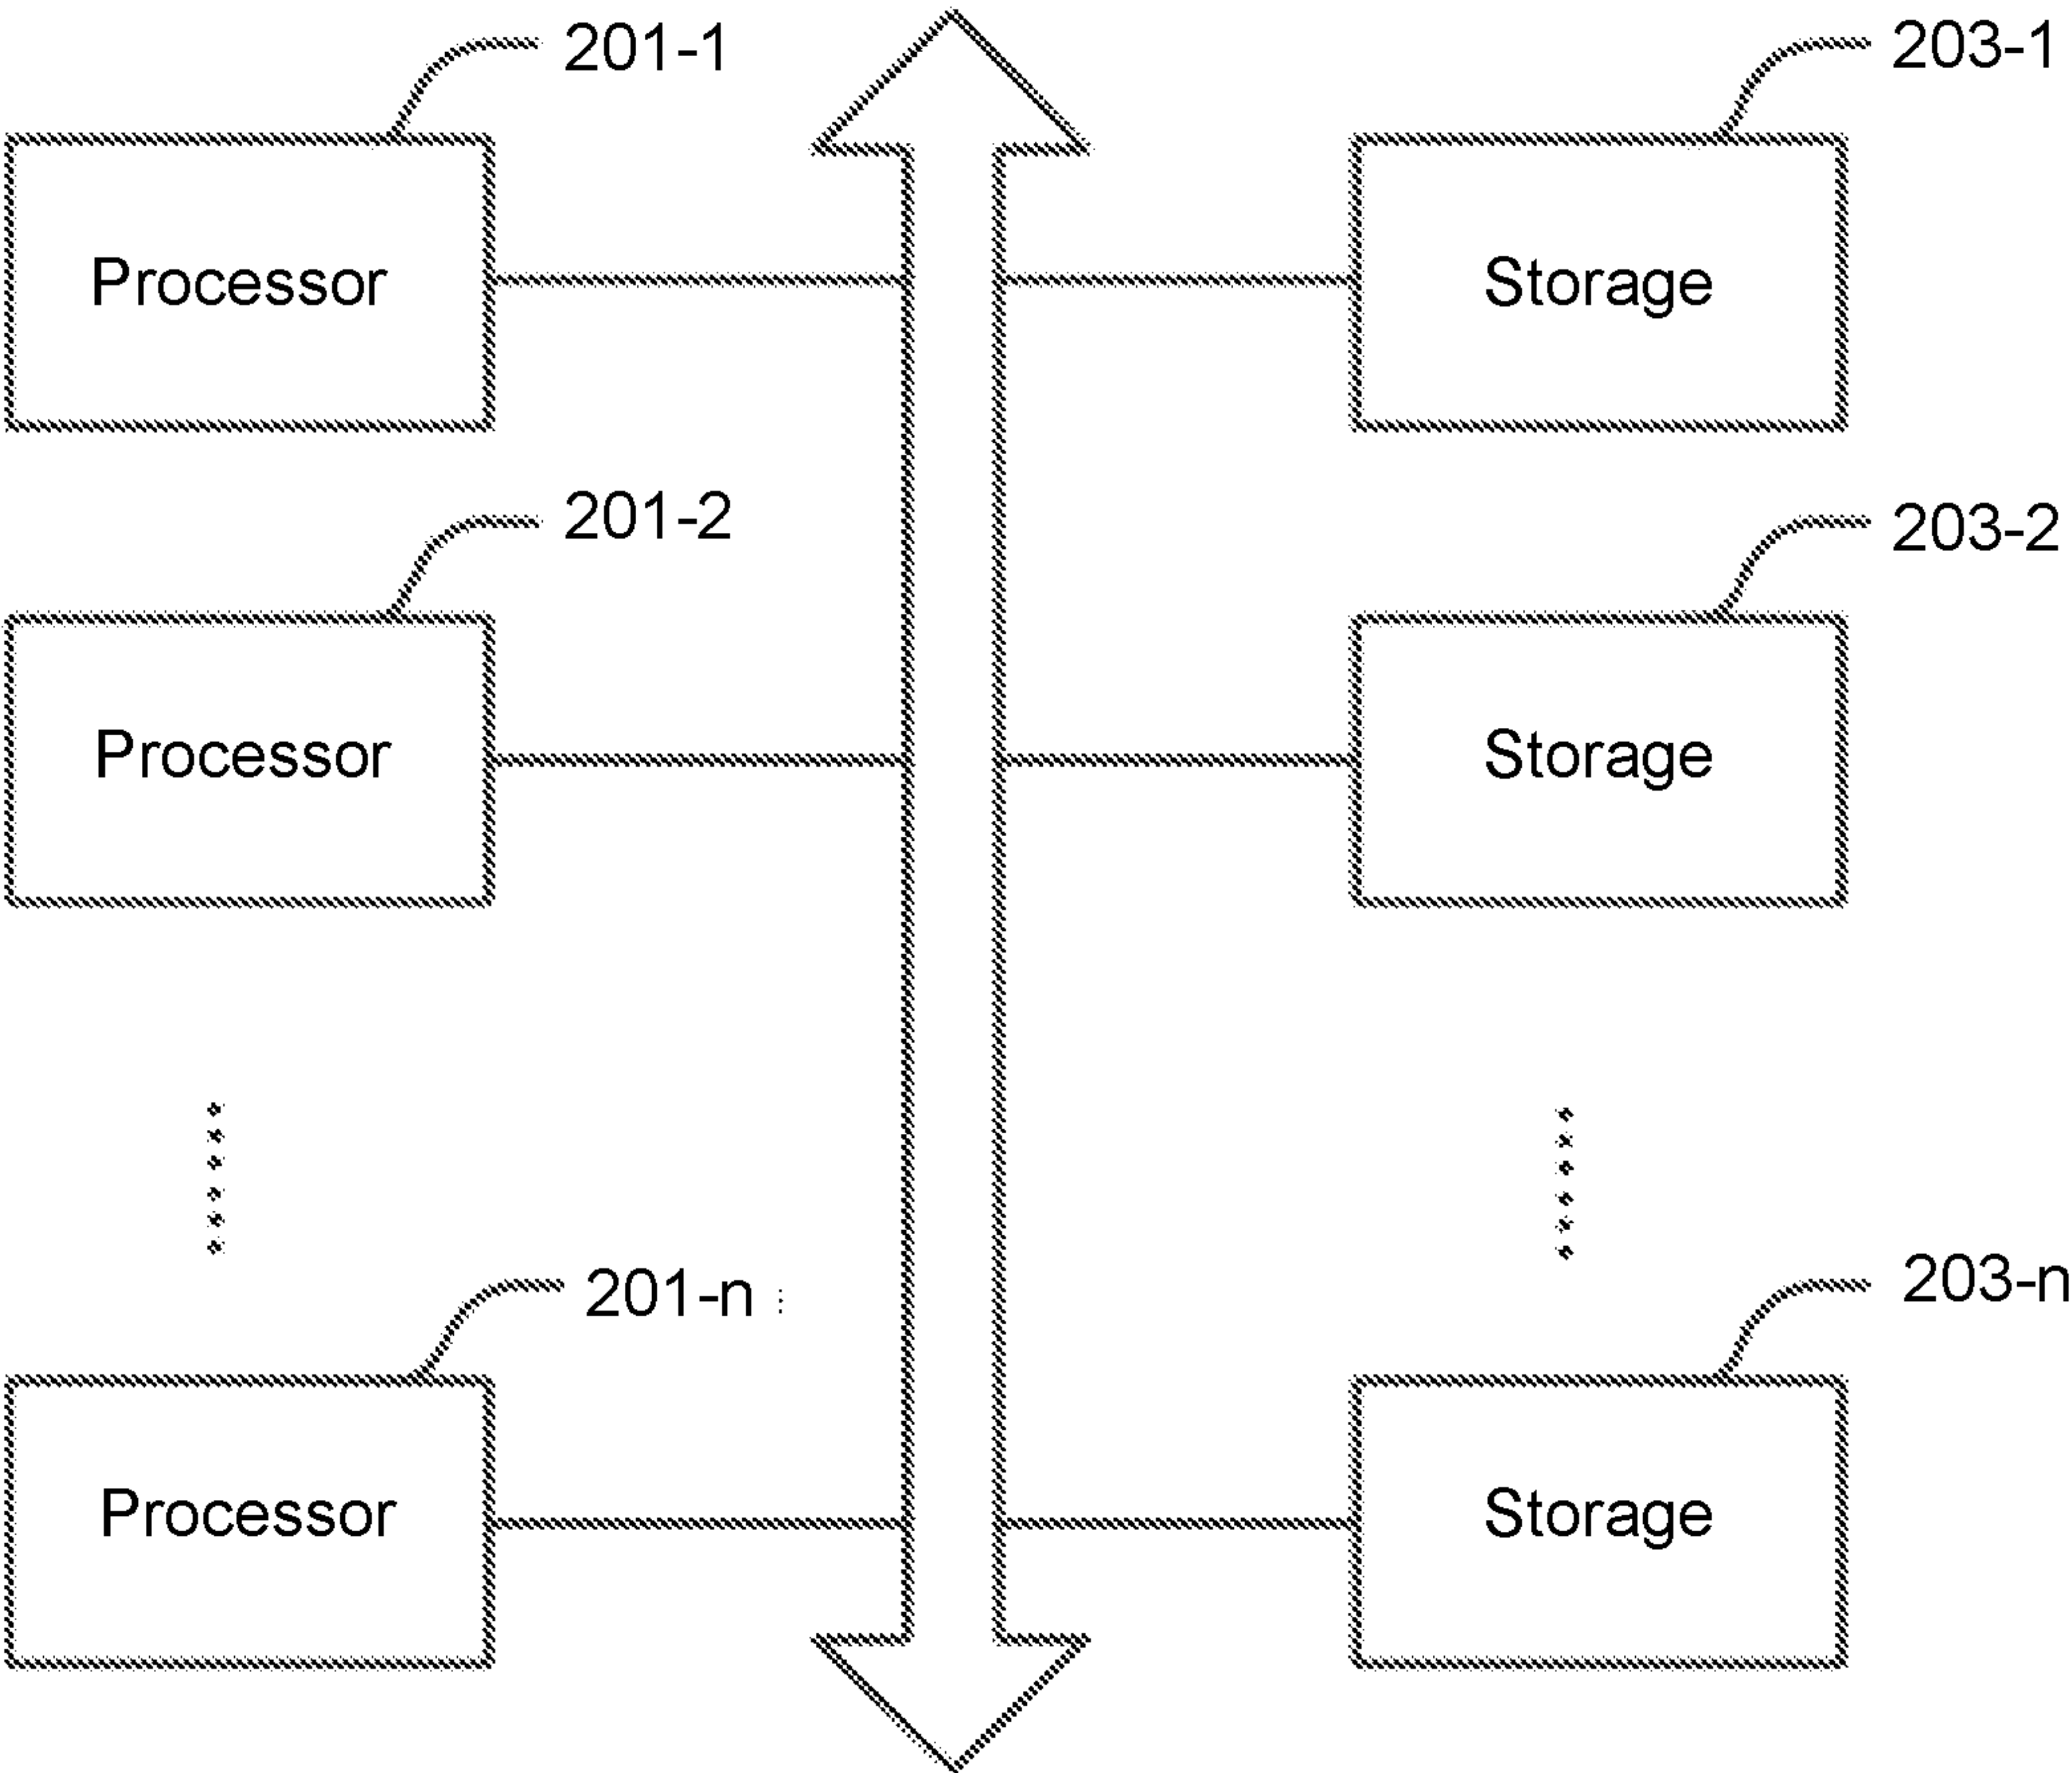 201-1
203-1
Processor
Storage
201-2
203-2
Processor
Storage
201-n
203-n
Processor
Storage